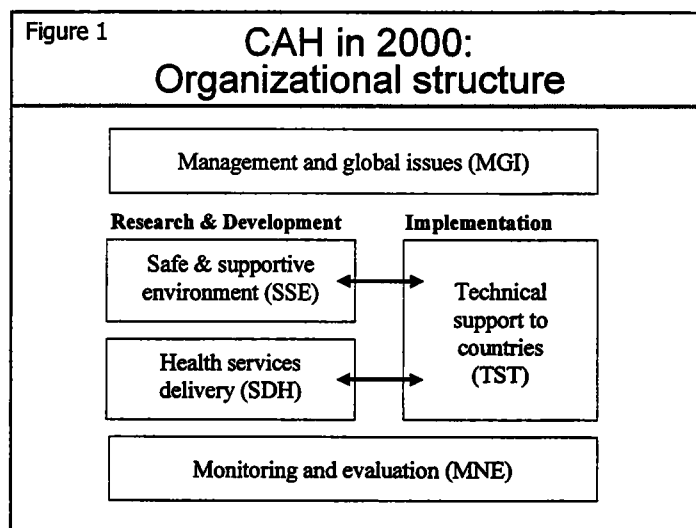 Figure 1
CAH in 2000:
Organizational structure
Management and global issues (MGI)
Research & Development
Implementation
Safe & supportive
environment (SSE)
Technical
support to
countries
(TST)
Health services
delivery (SDH)
Monitoring and evaluation (MNE)